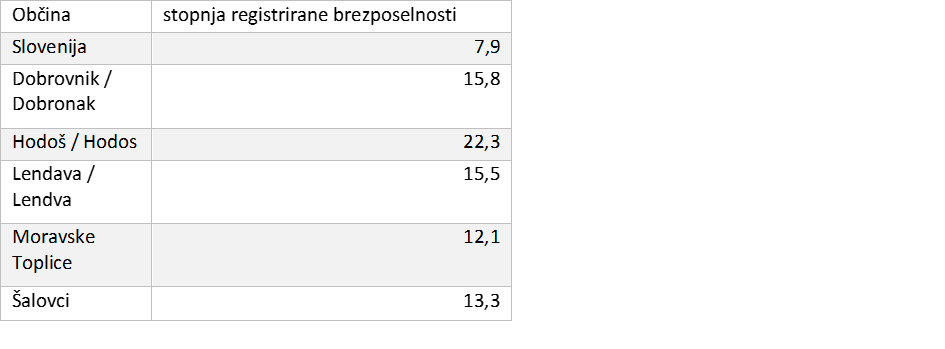 Občina stopnja registrirane brezposelnosti
Slovenija 7,9
Dobrovnik / 15,8
Dobronak
Hodoš / Hodos 22,3
Lendava / 15,5
Lendva
Moravske 12,1
Toplice
Šalovci 13,3